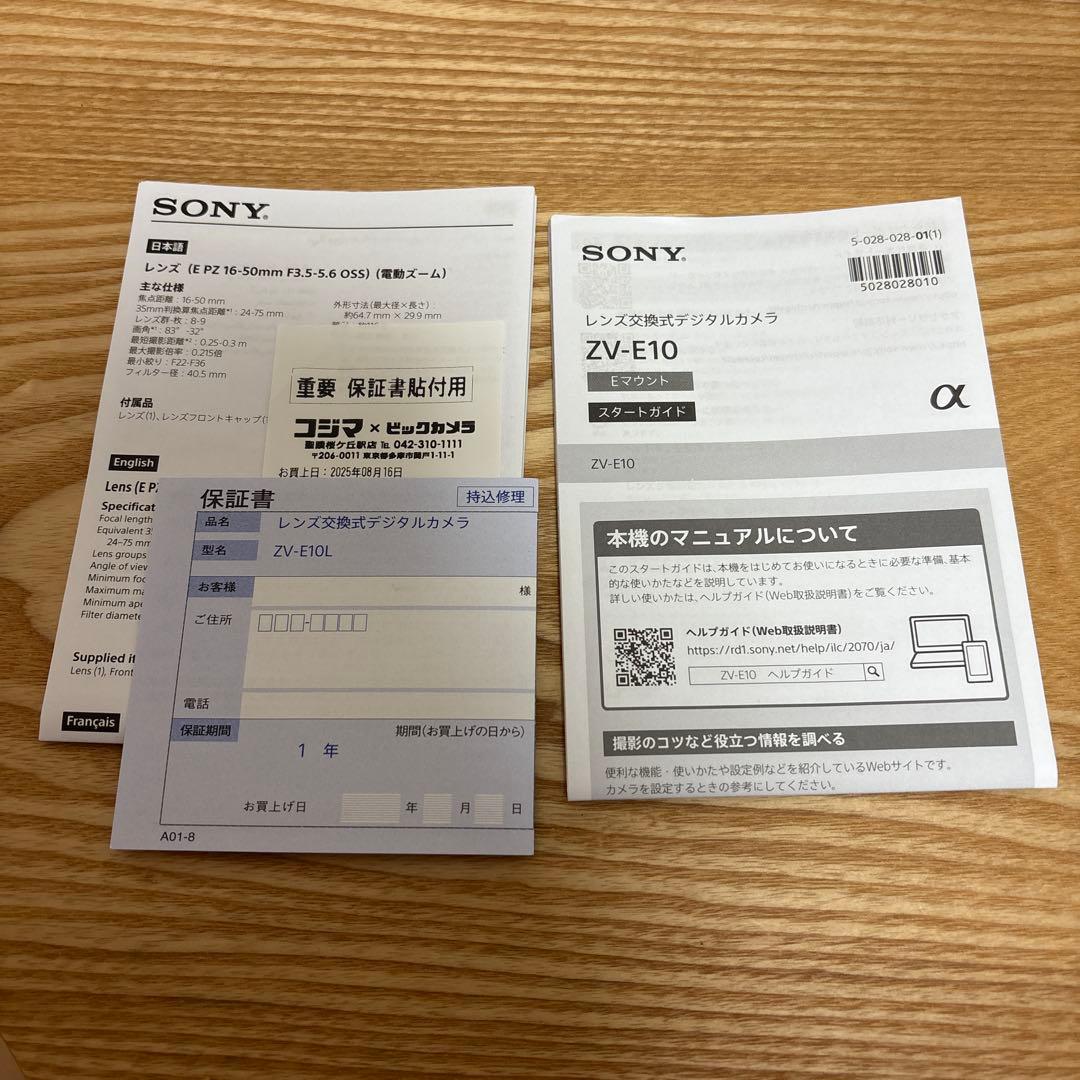 SONY®
日本語
レンズ (E PZ 16-50mm F3.5-5.6 OSS) (電動ズーム)
主な仕様
焦点距離 : 16-50 mm
35mm判換算焦点距離*¹ : 24-75 mm
レンズ群-枚 : 8-9
画角*¹ : 83° -32°
最短撮影距離*² : 0.25-0.3 m
最大撮影倍率 : 0.215倍
最小絞り : F22-F36
フィルター径 : 40.5 mm
外形寸法 (最大径×長さ) :
約64.7 mm × 29.9 mm
付属品
レンズ(1)、レンズフロントキャップ(1
English
Lens (E P
Specificat
Focal length
Equivalent 3
24–75 mm
Lens groups
Angle of view
Minimum foc
Maximum ma
Minimum ape
Filter diamete
Supplied it
Lens (1), Front
Français
重要 保証書貼付用
コジマ×ビックカメラ
聖蹟桜ケ丘駅店 ℡ 042-310-1111
〒206-0011 東京都多摩市関戸1-11-1
お買上日：2025年08月16日
保証書
持込修理
品名 レンズ交換式デジタルカメラ
型名 ZV-E10L
お客様 様
ご住所
電話
保証期間 期間(お買上げの日から)
1 年
お買上げ日 年 月 日
A01-8
SONY®
5-028-028-01(1)
5028028010
レンズ交換式デジタルカメラ
ZV-E10
Eマウント
スタートガイド
α
ZV-E10
本機のマニュアルについて
このスタートガイドは、本機をはじめてお使いになるときに必要な準備、基本
的な使いかたなどを説明しています。
詳しい使いかたは、ヘルプガイド(Web取扱説明書)をご覧ください。
ヘルプガイド(Web取扱説明書)
https://rd1.sony.net/help/ilc/2070/ja/
ZV-E10 ヘルプガイド
撮影のコツなど役立つ情報を調べる
便利な機能・使いかたや設定例などを紹介しているWebサイトです。
カメラを設定するときの参考にしてください。